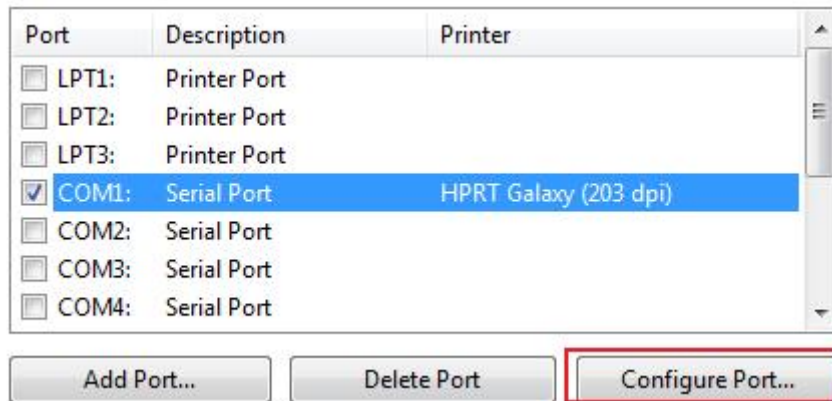 Port Description Printer
LPT1: Printer Port
LPT2: Printer Port
LPT3: Printer Port
COM1: Serial Port HPRT Galaxy (203 dpi)
COM2: Serial Port
COM3: Serial Port
COM4: Serial Port
Add Port... Delete Port Configure Port...